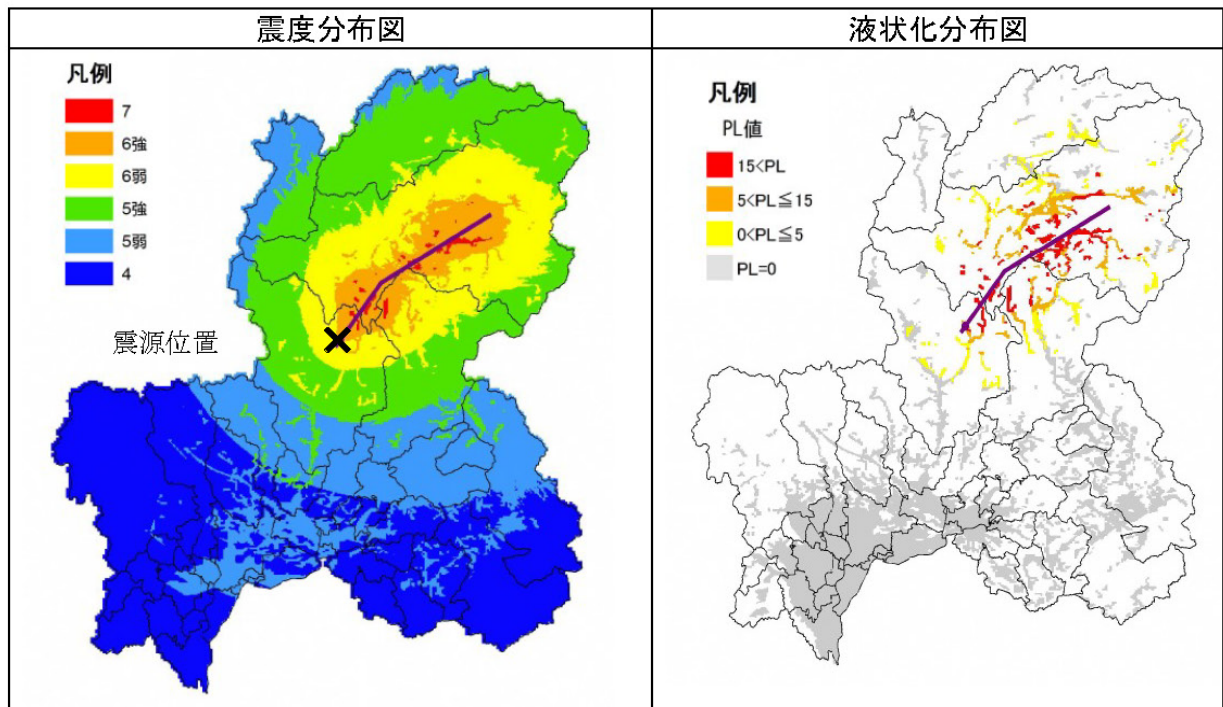 震度分布図
液状化分布図
凡例
7
6強
6弱
5強
5弱
4
震源位置
凡例
PL値
15<PL
5<PL≦15
0<PL≦5
PL=0